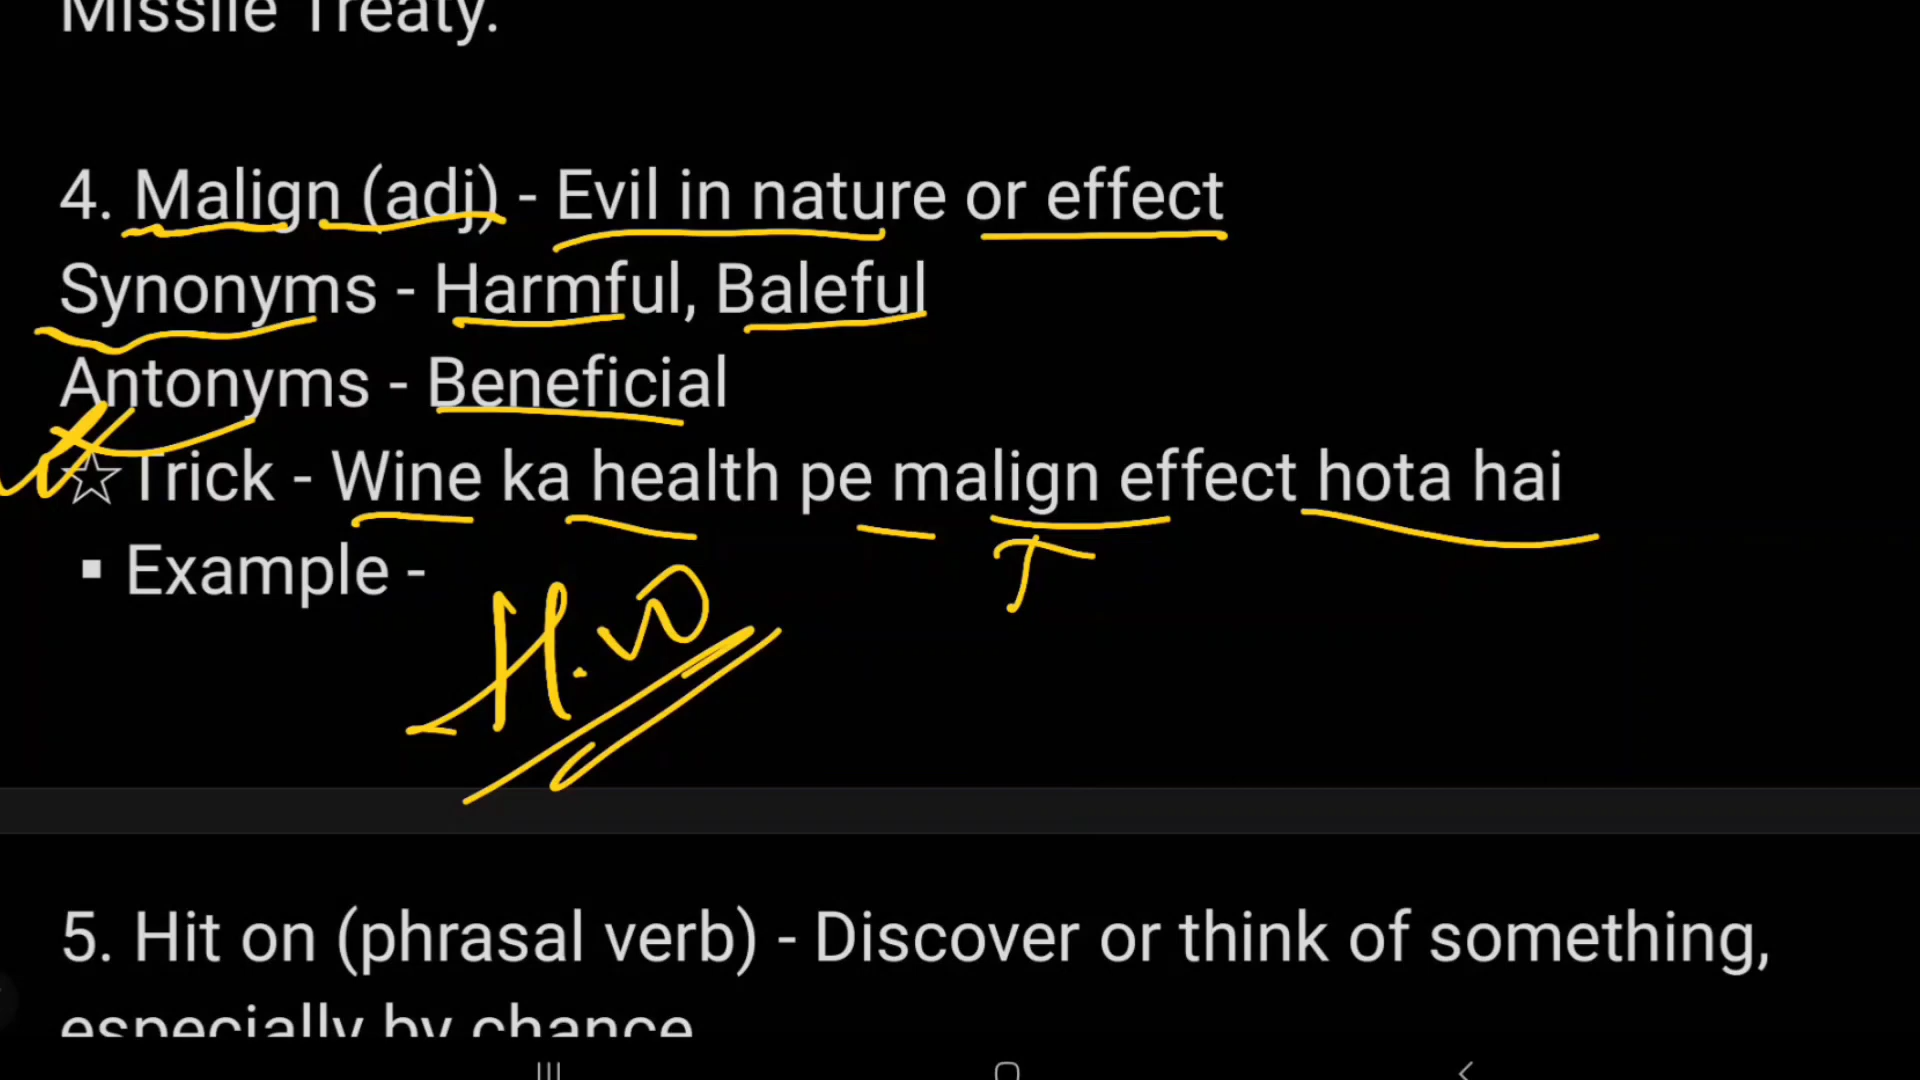 Missile Treaty.
4. Malign (adj) - Evil in nature or effect
Synonyms - Harmful, Baleful
Antonyms - Beneficial
☆Trick - Wine ka health pe malign effect hota hai
▪ Example -
H.W
5. Hit on (phrasal verb) - Discover or think of something,
especially by chance